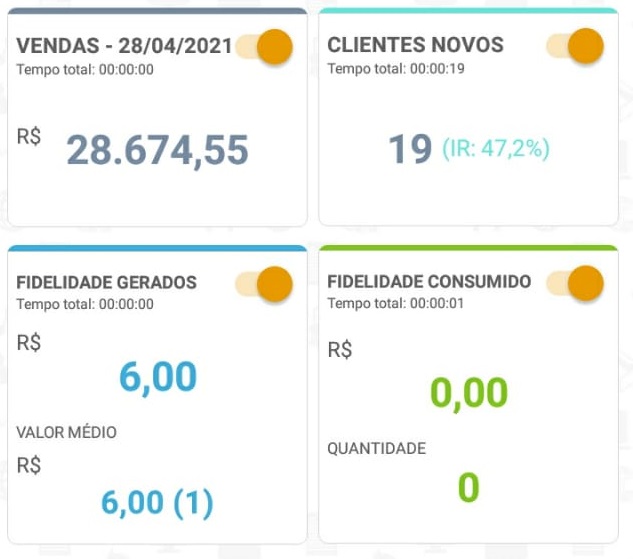 VENDAS - 28/04/2021
Tempo total: 00:00:00
R$
28.674,55
CLIENTES NOVOS
Tempo total: 00:00:19
19 (IR: 47,2%)
FIDELIDADE GERADOS
Tempo total: 00:00:00
R$
6,00
VALOR MÉDIO
R$
6,00 (1)
FIDELIDADE CONSUMIDO
Tempo total: 00:00:01
R$
0,00
QUANTIDADE
0